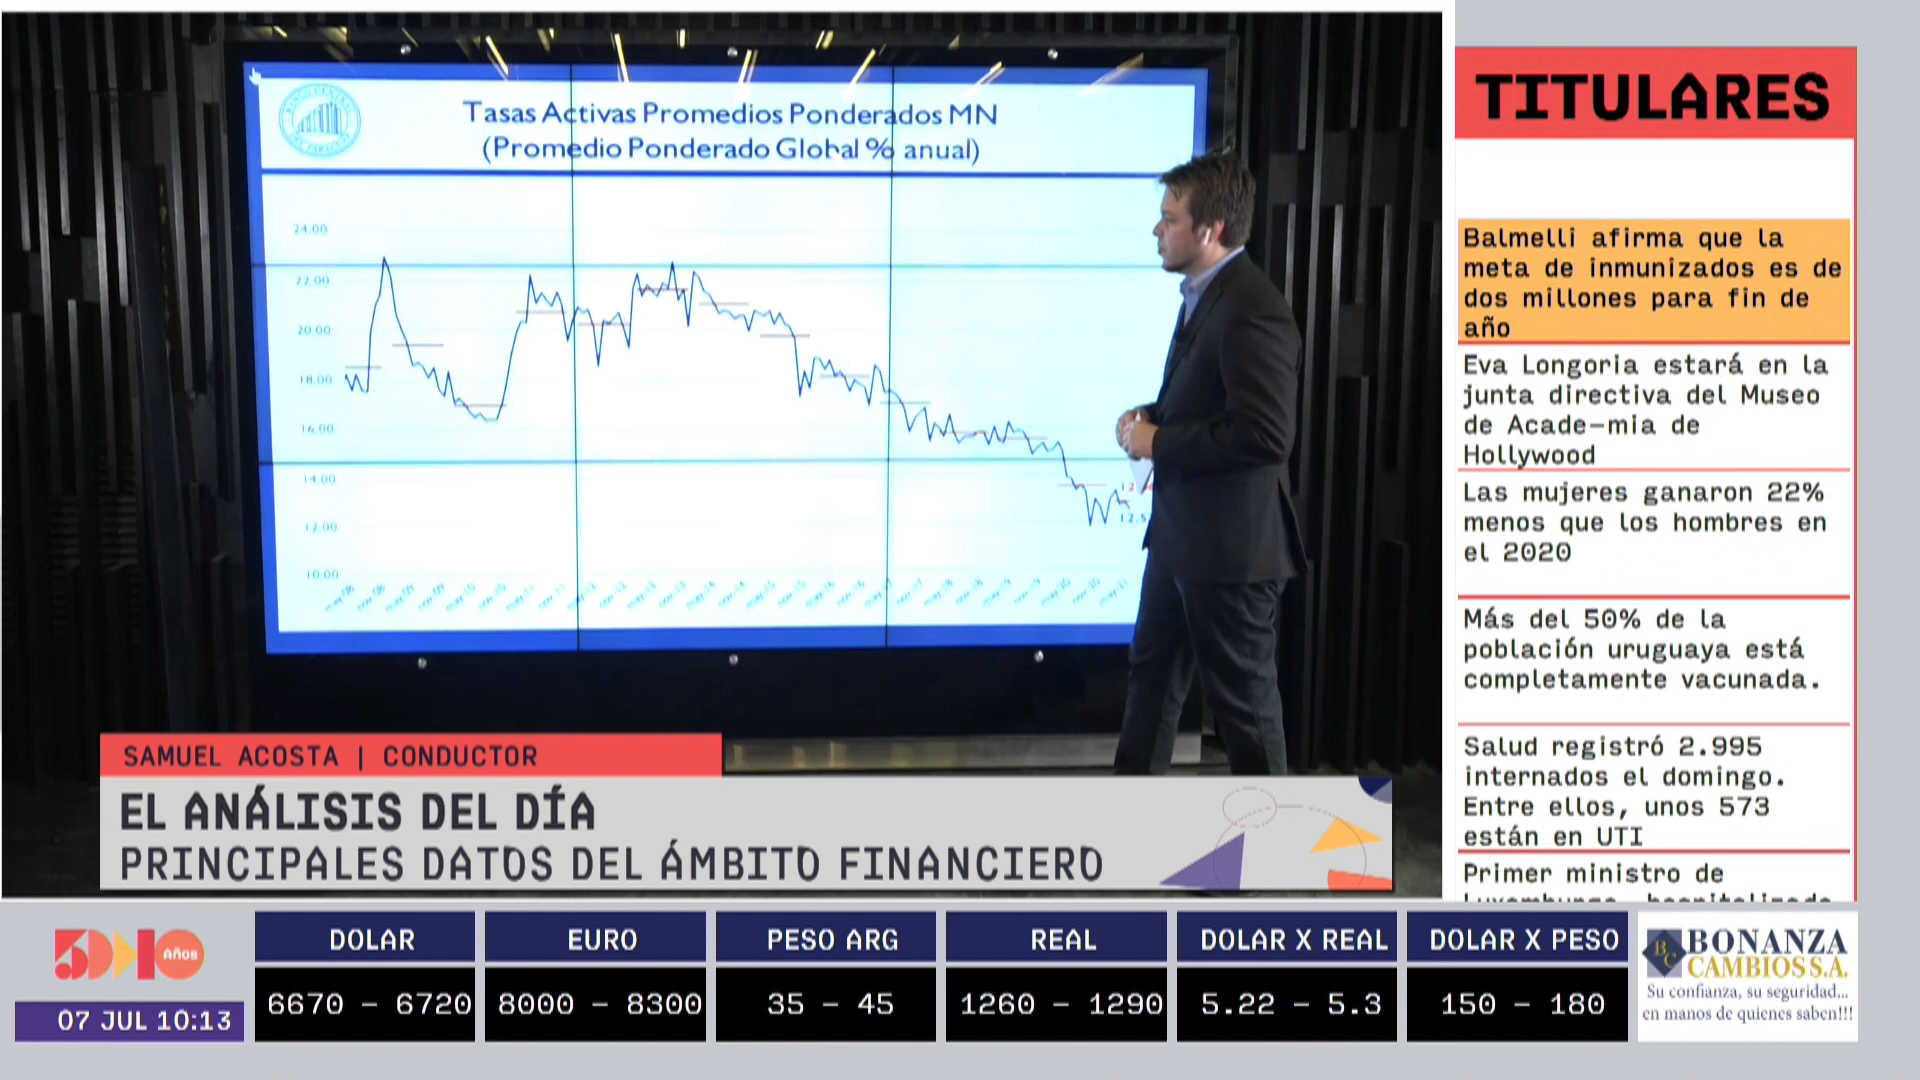 BANCO CENTRAL
Tasas Activas Promedios Ponderados MN
(Promedio Ponderado Global % anual)
24.00
22.00
20.00
18.00
16.00
14.00
12.00
10.00
SAMUEL ACOSTA | CONDUCTOR
EL ANÁLISIS DEL DÍA
PRINCIPALES DATOS DEL ÁMBITO FINANCIERO
TITULARES
Balmelli afirma que la
meta de inmunizados es de
dos millones para fin de
año
Eva Longoria estará en la
junta directiva del Museo
de Acade-mia de
Hollywood
Las mujeres ganaron 22%
menos que los hombres en
el 2020
Más del 50% de la
población uruguaya está
completamente vacunada.
Salud registró 2.995
internados el domingo.
Entre ellos, unos 573
están en UTI
Primer ministro de
Luxemburgo, hospitalizado
5D 10 Años
07 JUL 10:13
DOLAR
6670 - 6720
EURO
8000 - 8300
PESO ARG
35 - 45
REAL
1260 - 1290
DOLAR X REAL
5.22 - 5.3
DOLAR X PESO
150 - 180
BC BONANZA
CAMBIOS S.A.
Su confianza, su seguridad...
en manos de quienes saben!!!